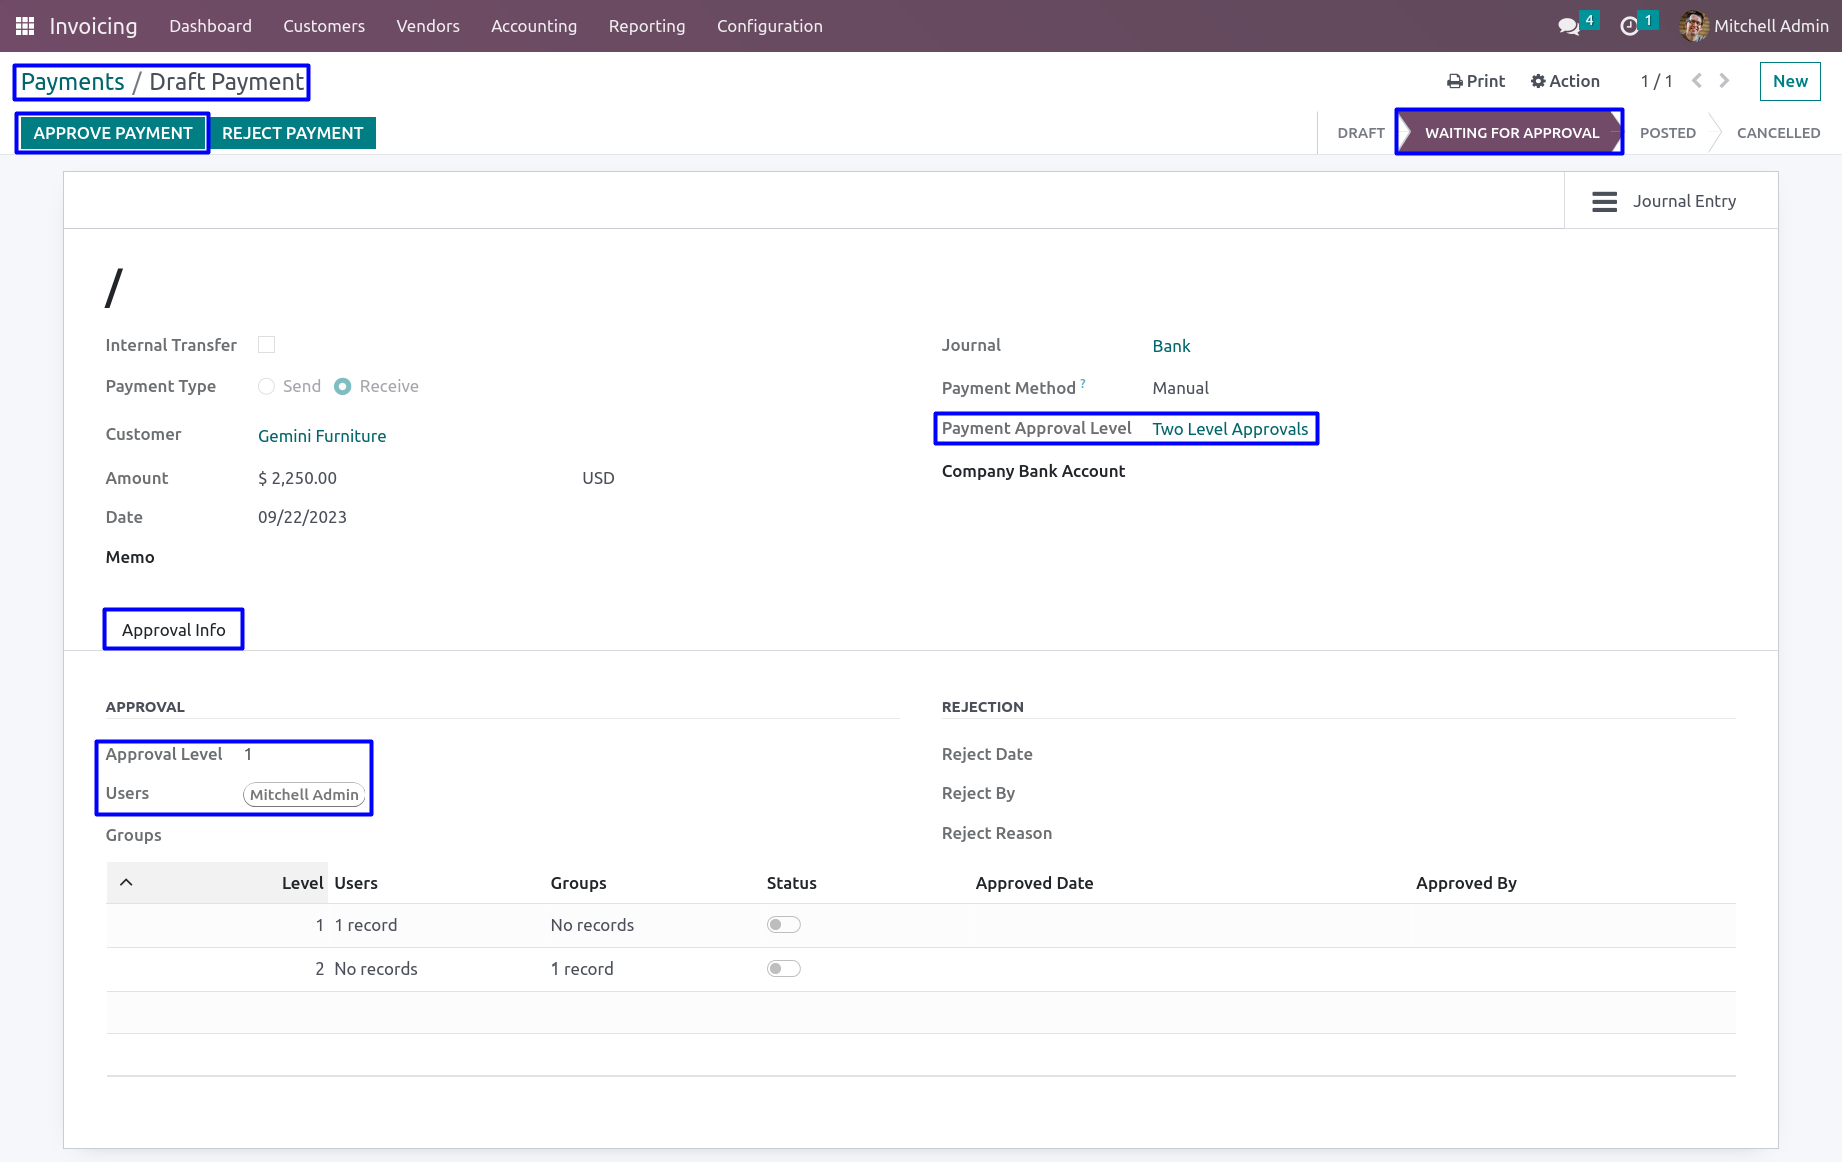 Invoicing Dashboard Customers Vendors Accounting Reporting Configuration 4 1 Mitchell Admin
Payments / Draft Payment Print Action 1 / 1 New
APPROVE PAYMENT REJECT PAYMENT DRAFT WAITING FOR APPROVAL POSTED CANCELLED
Journal Entry
/
Internal Transfer Journal Bank
Payment Type Send Receive Payment Method ? Manual
Customer Gemini Furniture Payment Approval Level Two Level Approvals
Amount $ 2,250.00 USD Company Bank Account
Date 09/22/2023
Memo
Approval Info
APPROVAL REJECTION
Approval Level 1 Reject Date
Users Mitchell Admin Reject By
Groups Reject Reason
Level Users Groups Status Approved Date Approved By
1 1 record No records
2 No records 1 record